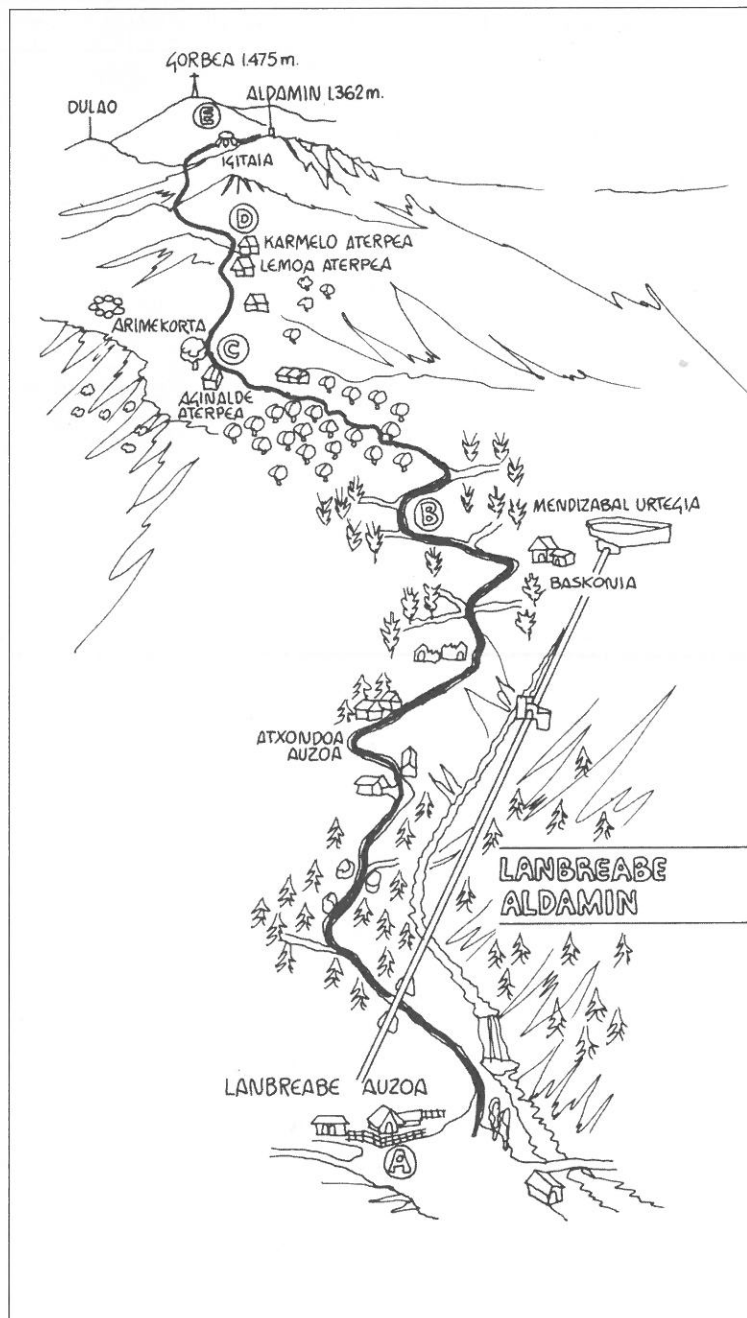 GORBEA 1.475 m.
ALDAMIN 1.362 m.
DULAO
E
IGITAIA
D
KARMELO ATERPEA
LEMOA ATERPEA
ARIMEKORTA
C
AGINALDE
ATERPEA
B
MENDIZABAL URTEGIA
BASKONIA
ATXONDOA
AUZOA
LANBREABE
ALDAMIN
LANBREABE AUZOA
A